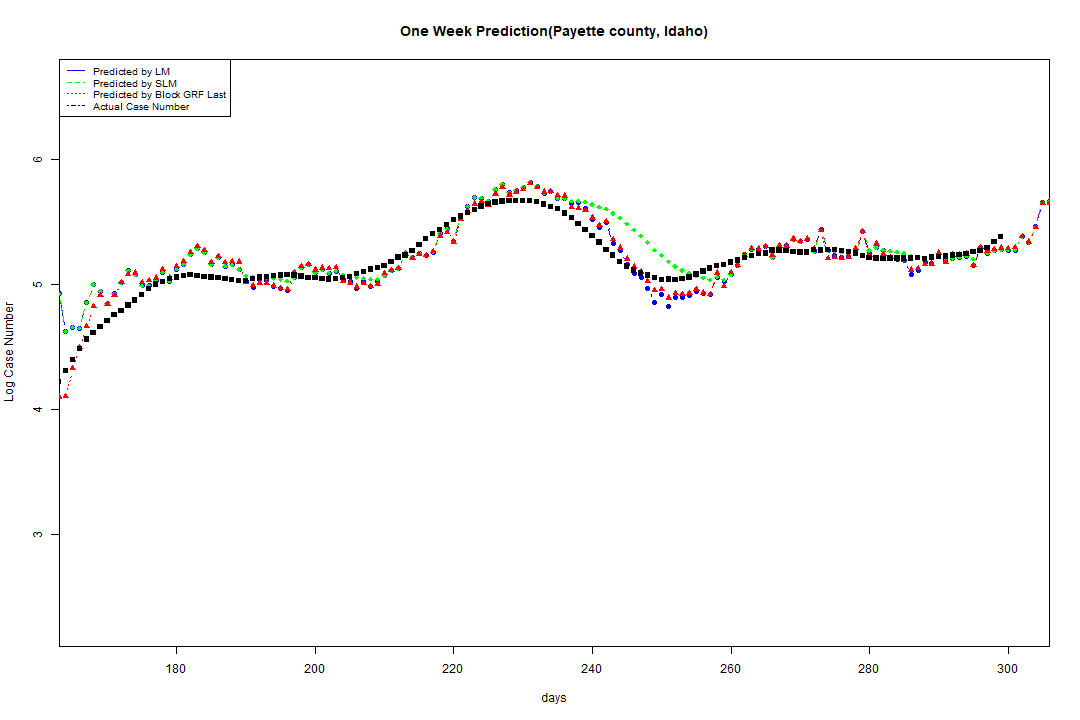 One Week Prediction(Payette county, Idaho)
Predicted by LM
Predicted by SLM
Predicted by Block GRF Last
Actual Case Number
6
5
4
3
Log Case Number
180 200 220 240 260 280 300
days